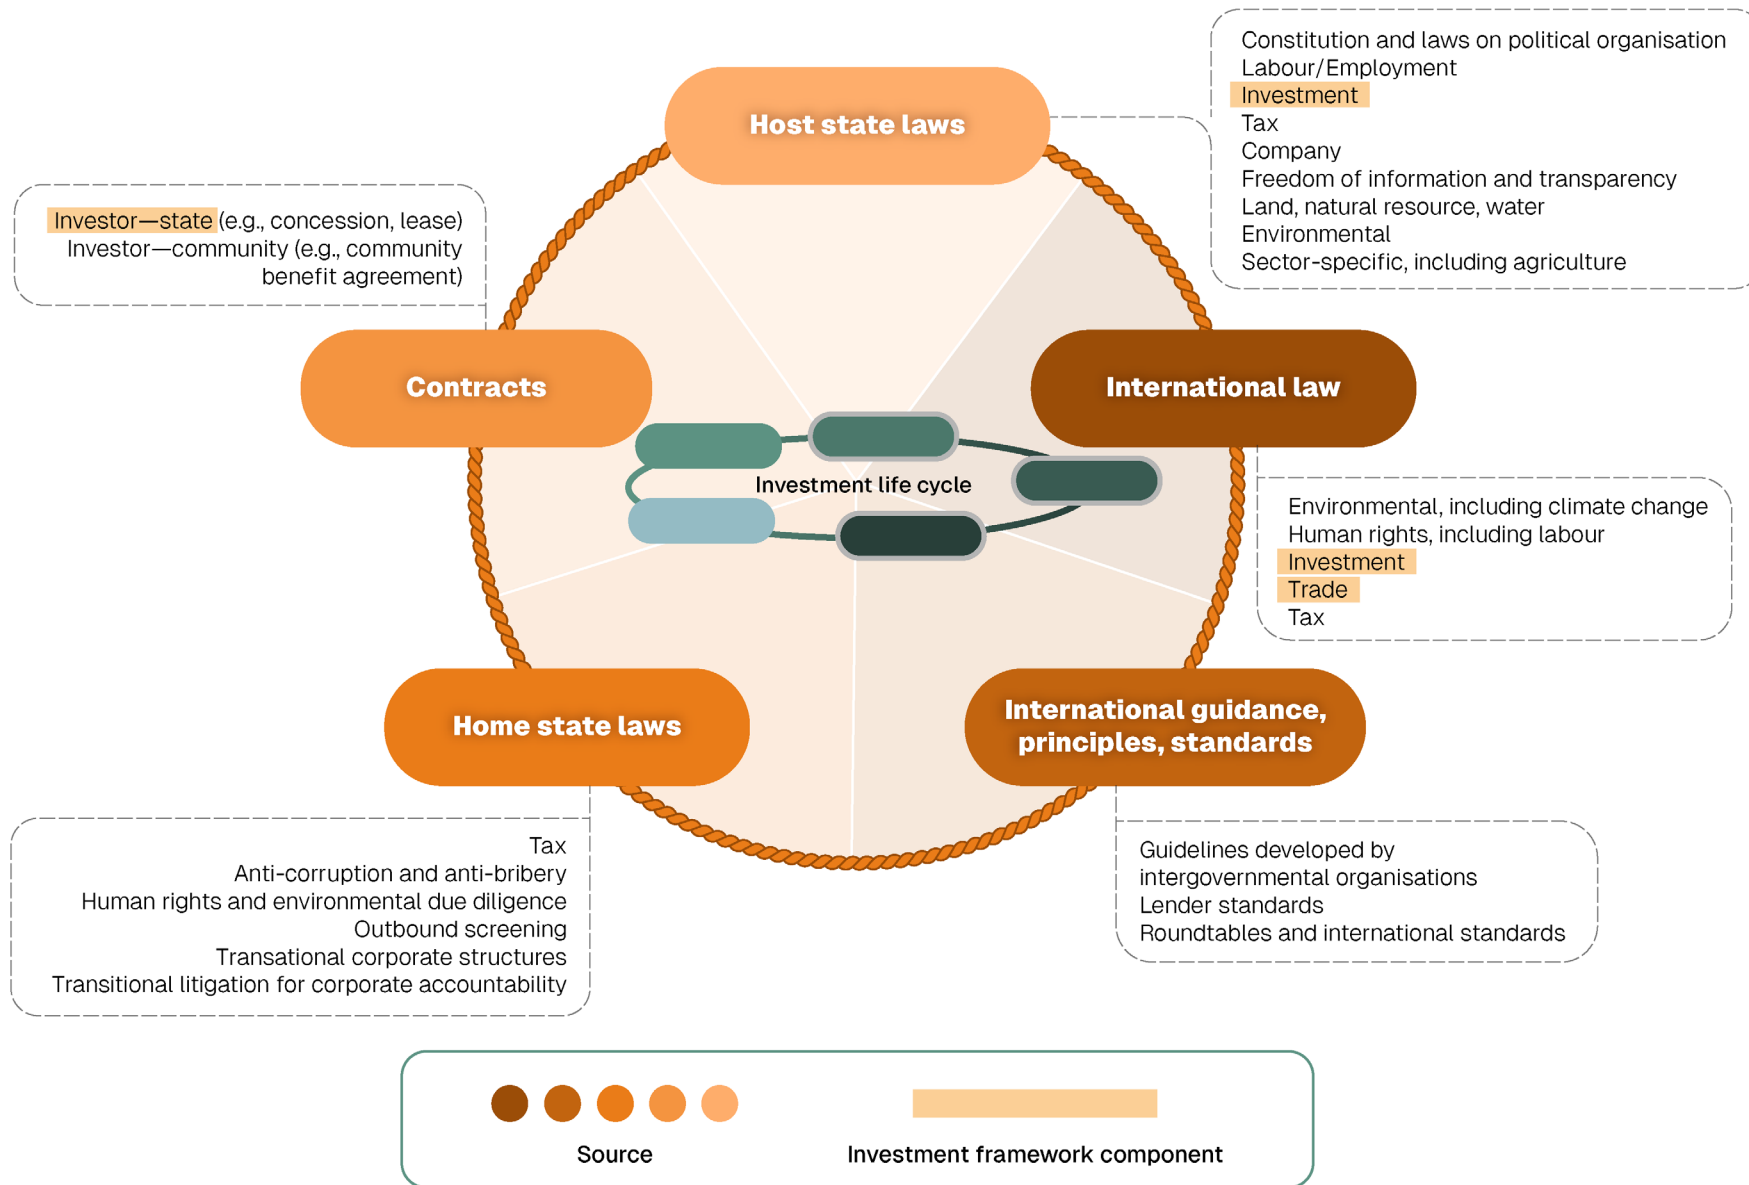 Host state laws
Constitution and laws on political organisation
Labour/Employment
Investment
Tax
Company
Freedom of information and transparency
Land, natural resource, water
Environmental
Sector-specific, including agriculture
Investor—state (e.g., concession, lease)
Investor—community (e.g., community
benefit agreement)
Contracts
International law
Investment life cycle
Environmental, including climate change
Human rights, including labour
Investment
Trade
Tax
Home state laws
International guidance,
principles, standards
Tax
Anti-corruption and anti-bribery
Human rights and environmental due diligence
Outbound screening
Transational corporate structures
Transitional litigation for corporate accountability
Guidelines developed by
intergovernmental organisations
Lender standards
Roundtables and international standards
Source
Investment framework component